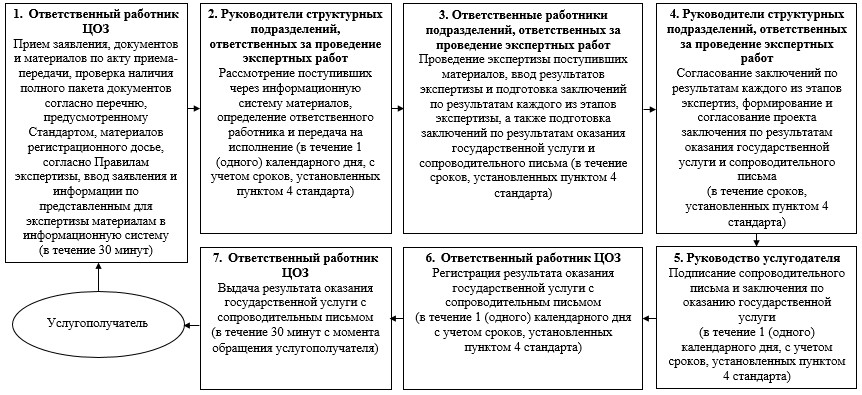 1. Ответственный работник
ЦОЗ
Прием заявления, документов
и материалов по акту приема-
передачи, проверка наличия
полного пакета документов
согласно перечню,
предусмотренному
Стандартом, материалов
регистрационного досье,
согласно Правилам
экспертизы, ввод заявления и
информации по
представленным для
экспертизы материалам в
информационную систему
(в течение 30 минут)
2. Руководители структурных
подразделений,
ответственных за проведение
экспертных работ
Рассмотрение поступивших
через информационную
систему материалов,
определение ответственного
работника и передача на
исполнение (в течение 1
(одного) календарного дня, с
учетом сроков, установленных
пунктом 4 стандарта)
3. Ответственные работники
подразделений, ответственных за
проведение экспертных работ
Проведение экспертизы поступивших
материалов, ввод результатов
экспертизы и подготовка заключений
по результатам каждого из этапов
экспертизы, а также подготовка
заключений по результатам оказания
государственной услуги и
сопроводительного письма (в течение
сроков, установленных пунктом 4
стандарта)
4. Руководители структурных
подразделений, ответственных
за проведение экспертных
работ
Согласование заключений по
результатам каждого из этапов
экспертиз, формирование и
согласование проекта
заключения по результатам
оказания государственной
услуги и сопроводительного
письма
(в течение сроков,
установленных пунктом 4
стандарта)
5. Руководство услугодателя
Подписание сопроводительного
письма и заключения по
оказанию государственной
услуги
(в течение 1 (одного)
календарного дня, с учетом
сроков, установленных пунктом
4 стандарта)
6. Ответственный работник ЦОЗ
Регистрация результата оказания
государственной услуги с
сопроводительным письмом
(в течение 1 (одного) календарного дня
с учетом сроков, установленных
пунктом 4 стандарта)
7. Ответственный работник
ЦОЗ
Выдача результата оказания
государственной услуги с
сопроводительным письмом
(в течение 30 минут с момента
обращения услугополучателя)
Услугополучатель